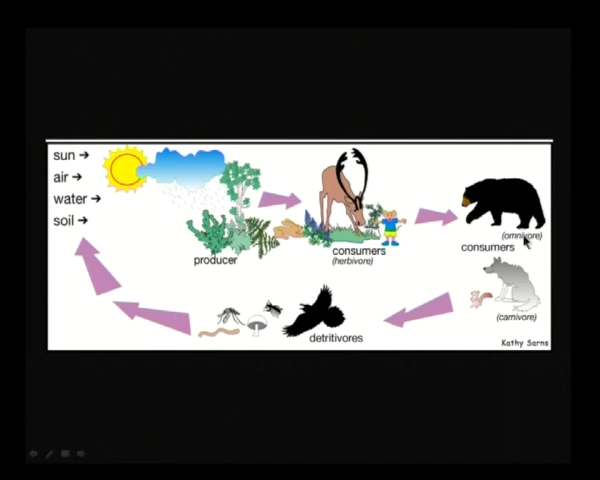 sun →
air →
water →
soil →
producer
consumers
(herbivore)
(omnivore)
consumers
(carnivore)
detritivores
Kathy Sarns